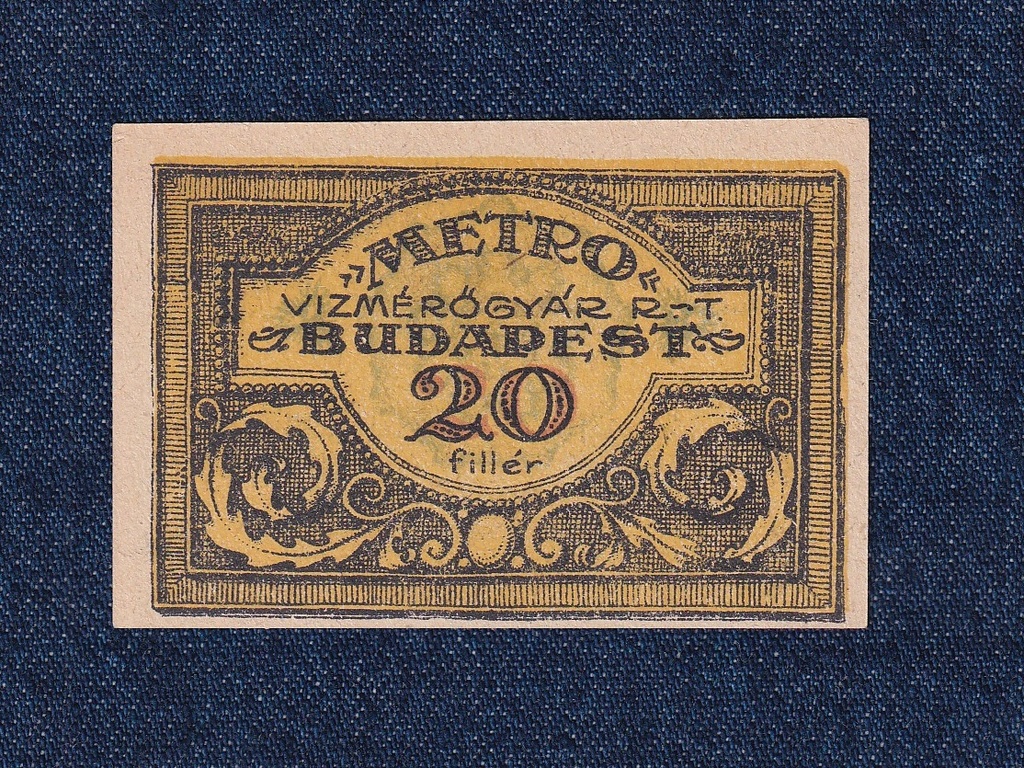 „METRO“
VIZMÉRŐGYÁR R-T.
BUDAPEST
20
fillér